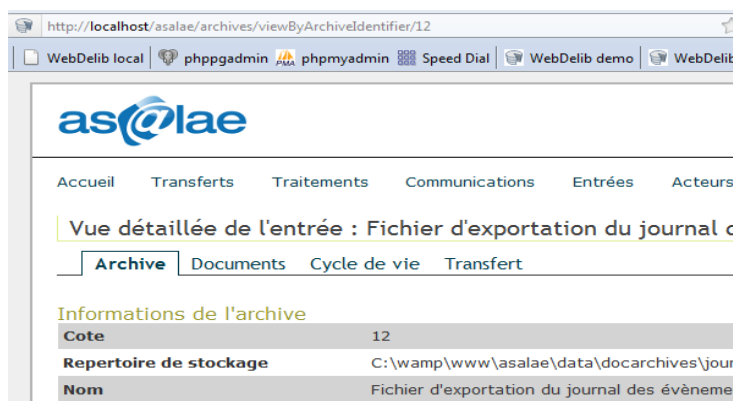 http://localhost/asalae/archives/viewByArchiveIdentifier/12
WebDelib local phppgadmin phpmyadmin Speed Dial WebDelib demo WebDelib
as@lae
Accueil Transferts Traitements Communications Entrées Acteurs
Vue détaillée de l'entrée : Fichier d'exportation du journal
Archive Documents Cycle de vie Transfert
Informations de l'archive
Cote 12
Repertoire de stockage C:\wamp\www\asalae\data\docarchives\jour
Nom Fichier d'exportation du journal des évèneme